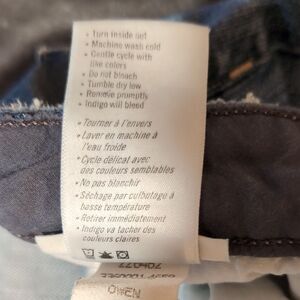 • Turn inside out
• Machine wash cold
• Gentle cycle with
like colors
• Do not bleach
• Tumble dry low
• Remove promptly
• Indigo will bleed
• Tourner à l'envers
• Laver en machine à
l'eau froide
• Cycle délicat avec
des couleurs semblables
• Ne pas blanchir
• Séchage par culbutage à
basse température
• Retirer immédiatement
• Indigo va tacher des
couleurs claires